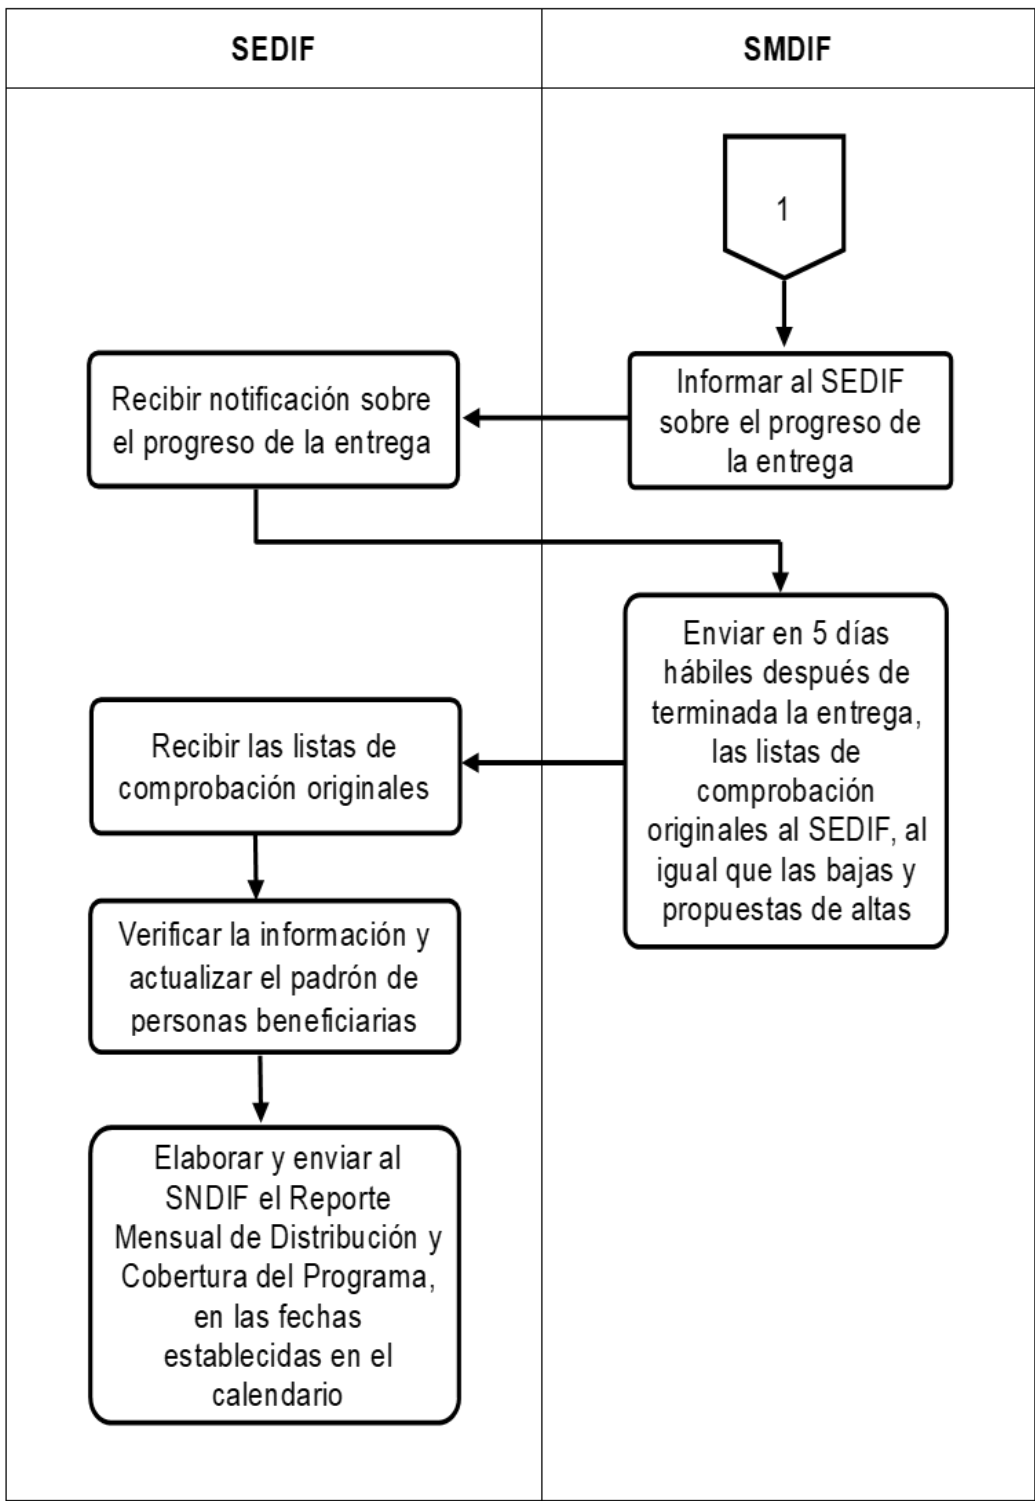 SEDIF
SMDIF
1
Informar al SEDIF
sobre el progreso de
la entrega
Recibir notificación sobre
el progreso de la entrega
Enviar en 5 días
hábiles después de
terminada la entrega,
las listas de
comprobación
originales al SEDIF, al
igual que las bajas y
propuestas de altas
Recibir las listas de
comprobación originales
Verificar la información y
actualizar el padrón de
personas beneficiarias
Elaborar y enviar al
SNDIF el Reporte
Mensual de Distribución y
Cobertura del Programa,
en las fechas
establecidas en el
calendario